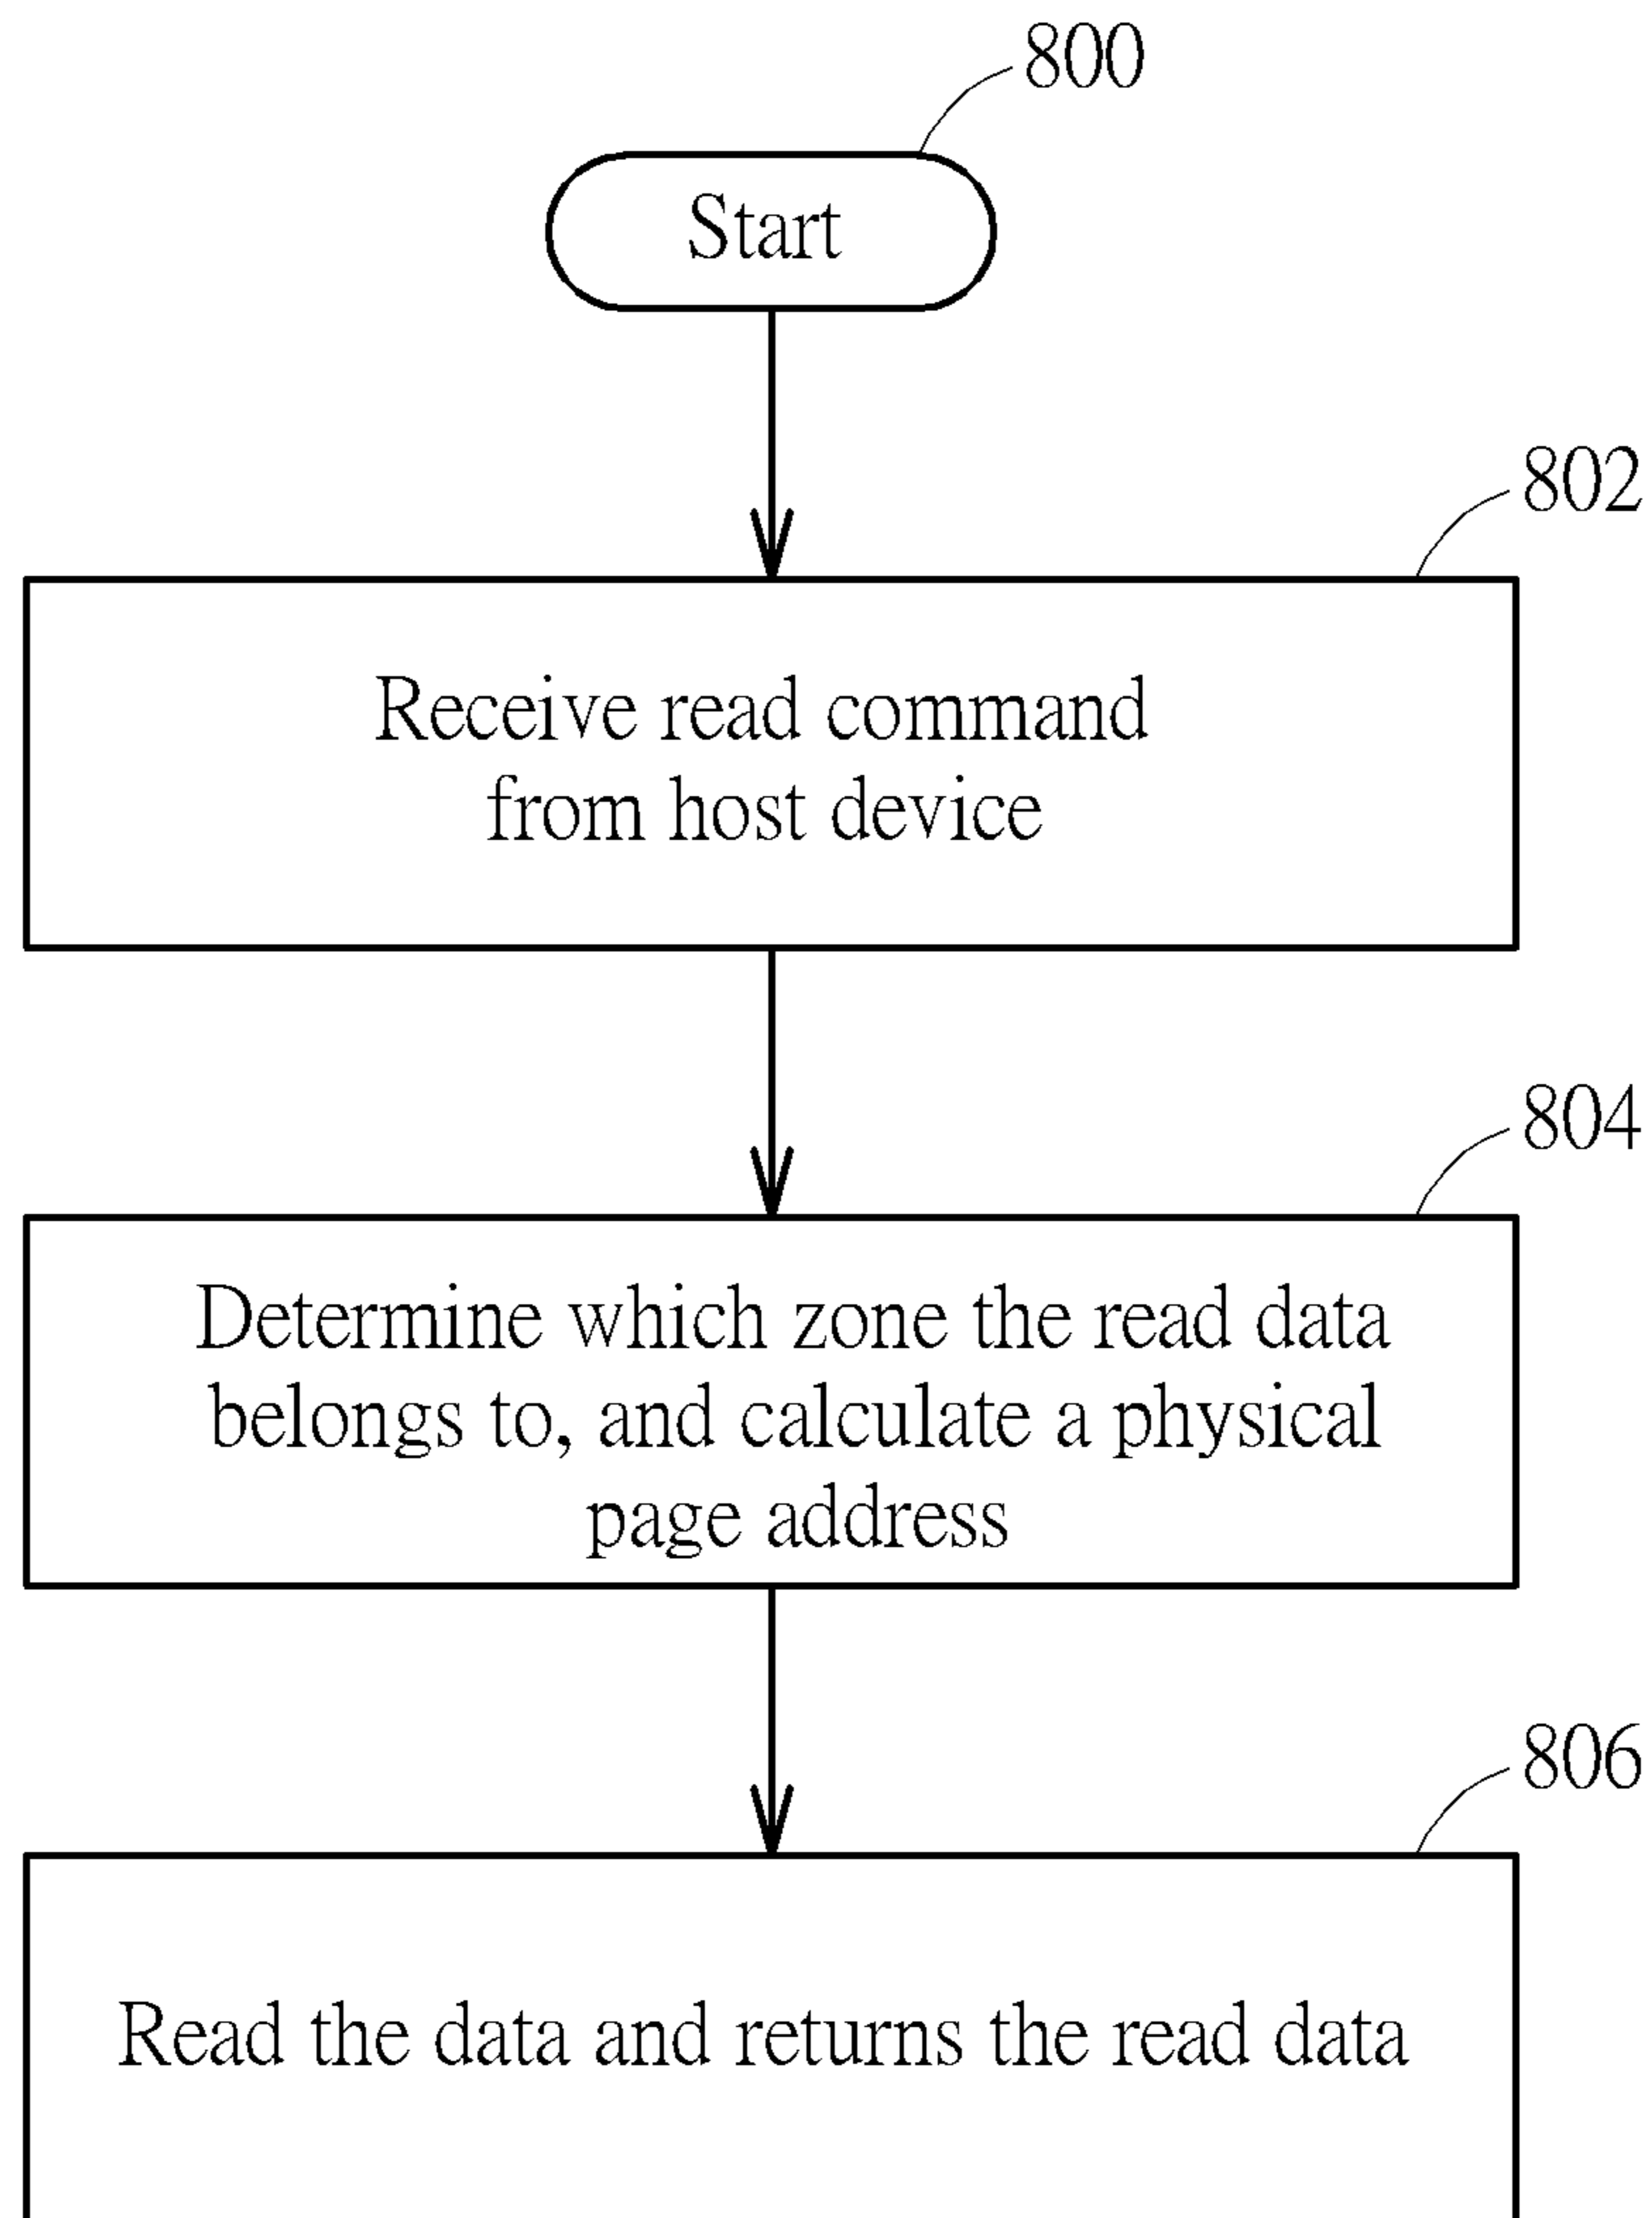 800
Start
802
Receive read command
from host device
804
Determine which zone the read data
belongs to, and calculate a physical
page address
806
Read the data and returns the read data